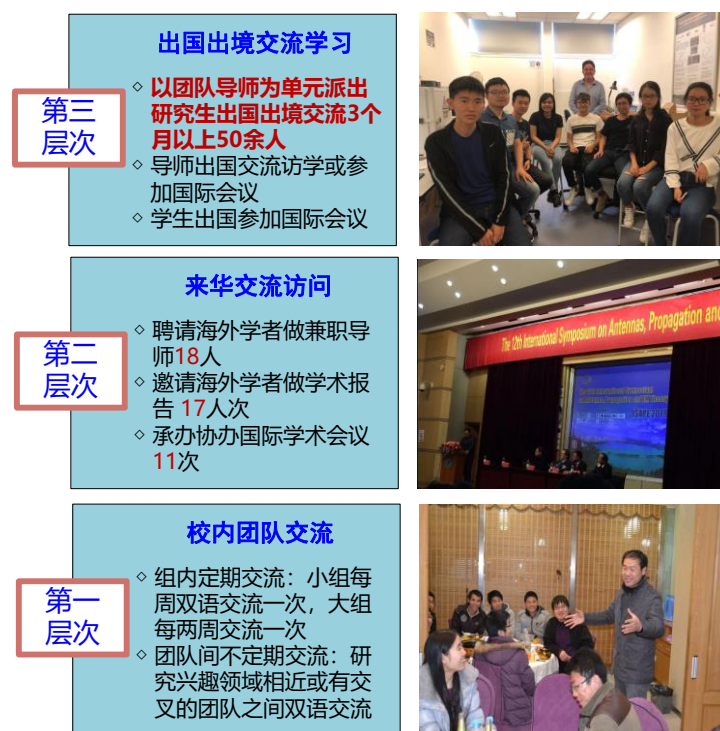 出国出境交流学习
第三
层次
◇ 以团队导师为单元派出
研究生出国出境交流3个
月以上50余人
◇ 导师出国交流访学或参
加国际会议
◇ 学生出国参加国际会议
来华交流访问
第二
层次
◇ 聘请海外学者做兼职导
师18人
◇ 邀请海外学者做学术报
告 17人次
◇ 承办协办国际学术会议
11次
The 12th International Symposium on Antennas, Propagation and
校内团队交流
第一
层次
◇ 组内定期交流：小组每
周双语交流一次，大组
每两周交流一次
◇ 团队间不定期交流：研
究兴趣领域相近或有交
叉的团队之间双语交流